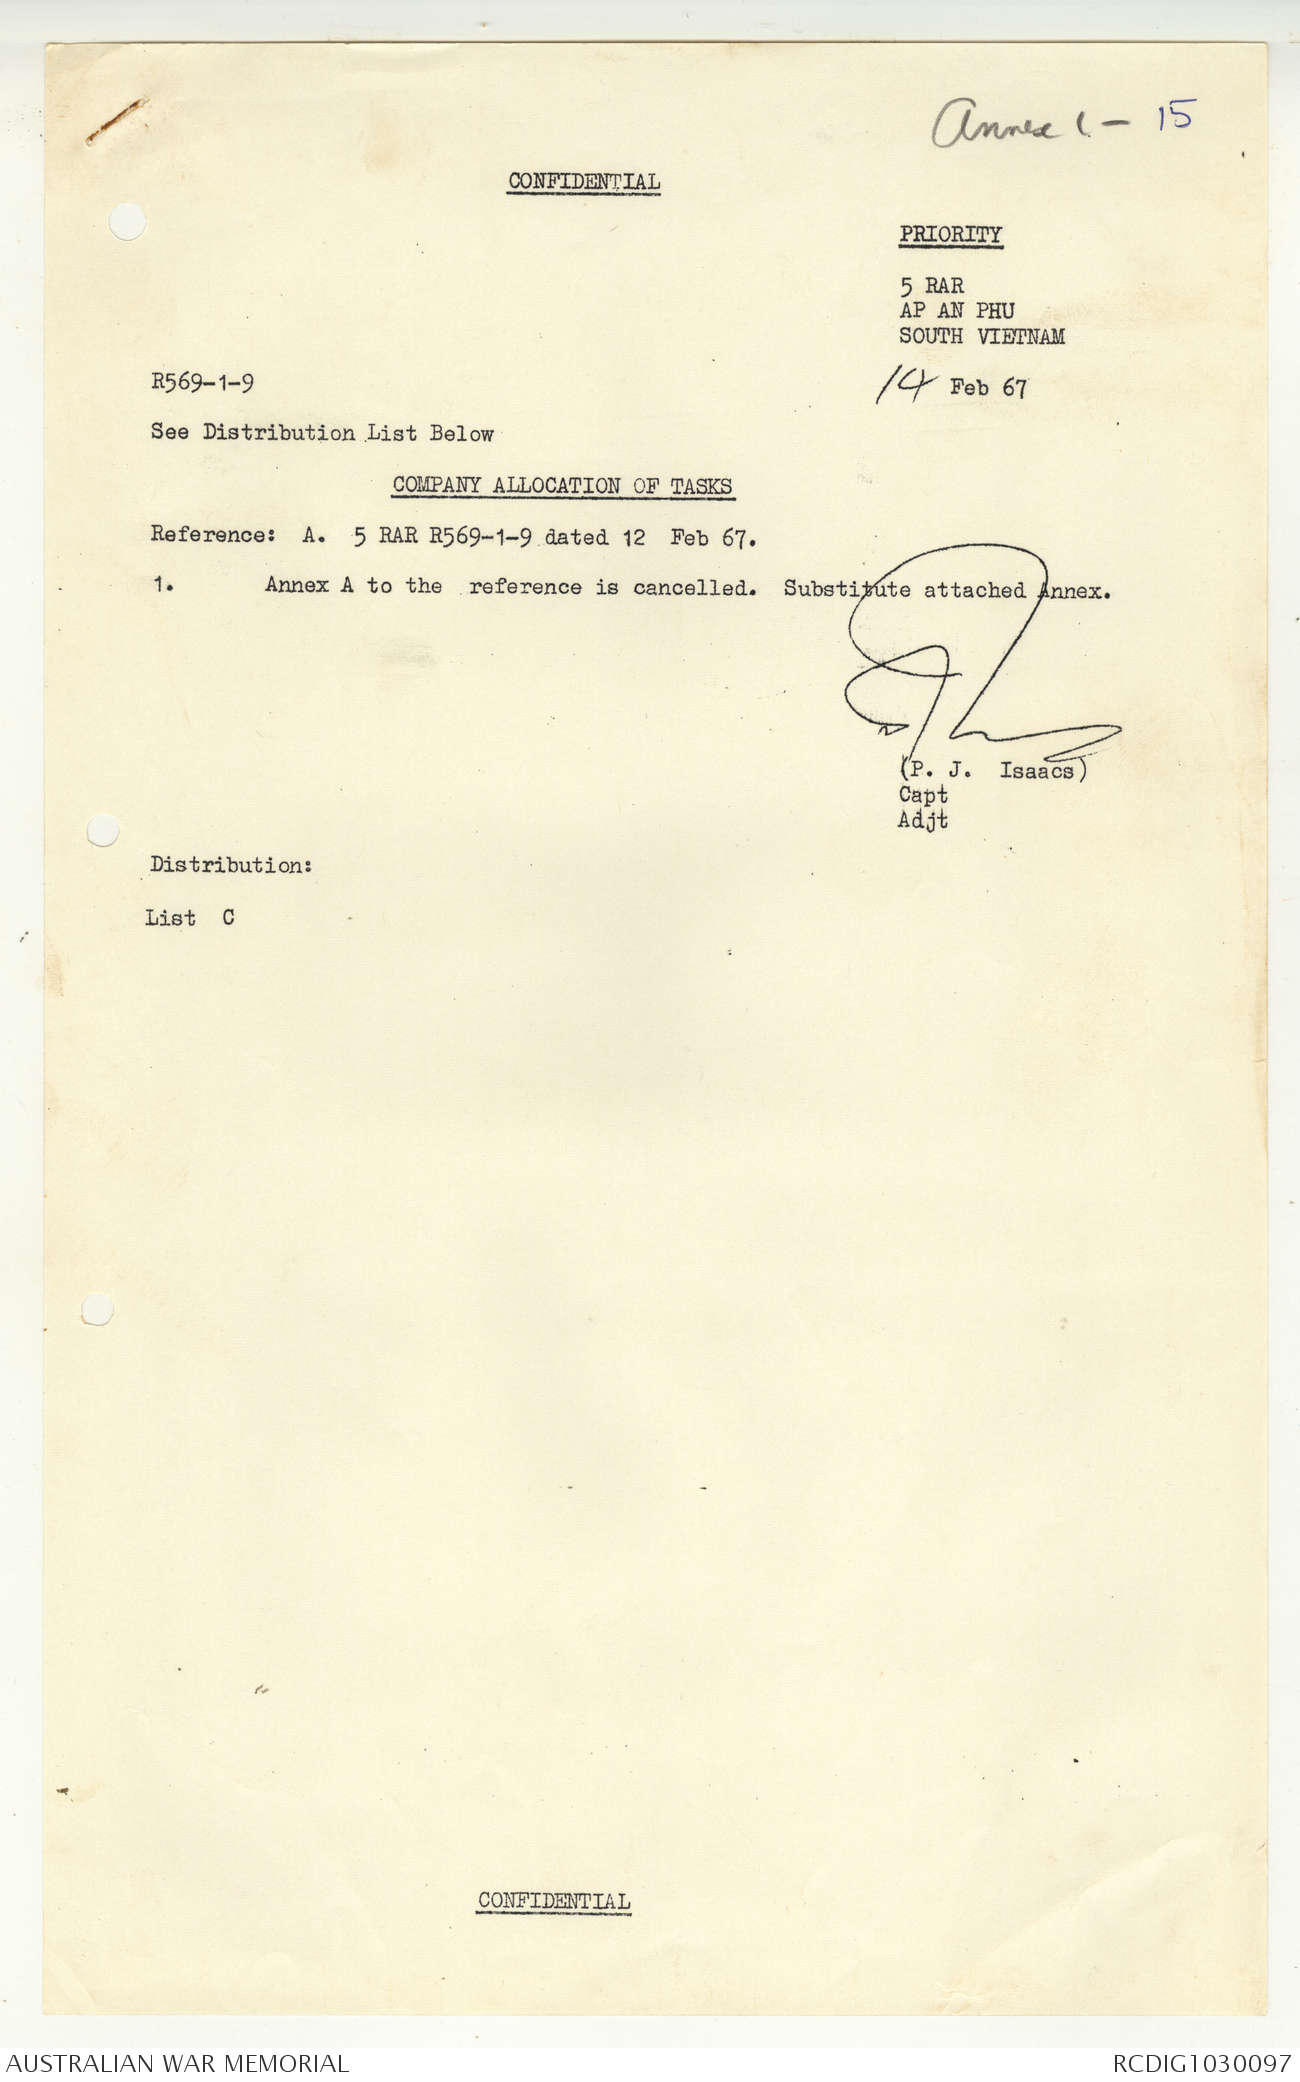 Annex L - 15
CONFIDENTIAL
PRIORITY
5 RAR
AP AN PHU
SOUTH VIETNAM
R569-1-9
14 Feb 67
See Distribution List Below
COMPANY ALLOCATION OF TASKS
Reference: A. 5 RAR R569-1-9 dated 12 Feb 67.
1. Annex A to the reference is cancelled. Substitute attached Annex.
(P. J. Isaacs)
Capt
Adjt
Distribution:
List C
CONFIDENTIAL
AUSTRALIAN WAR MEMORIAL
RCDIG1030097